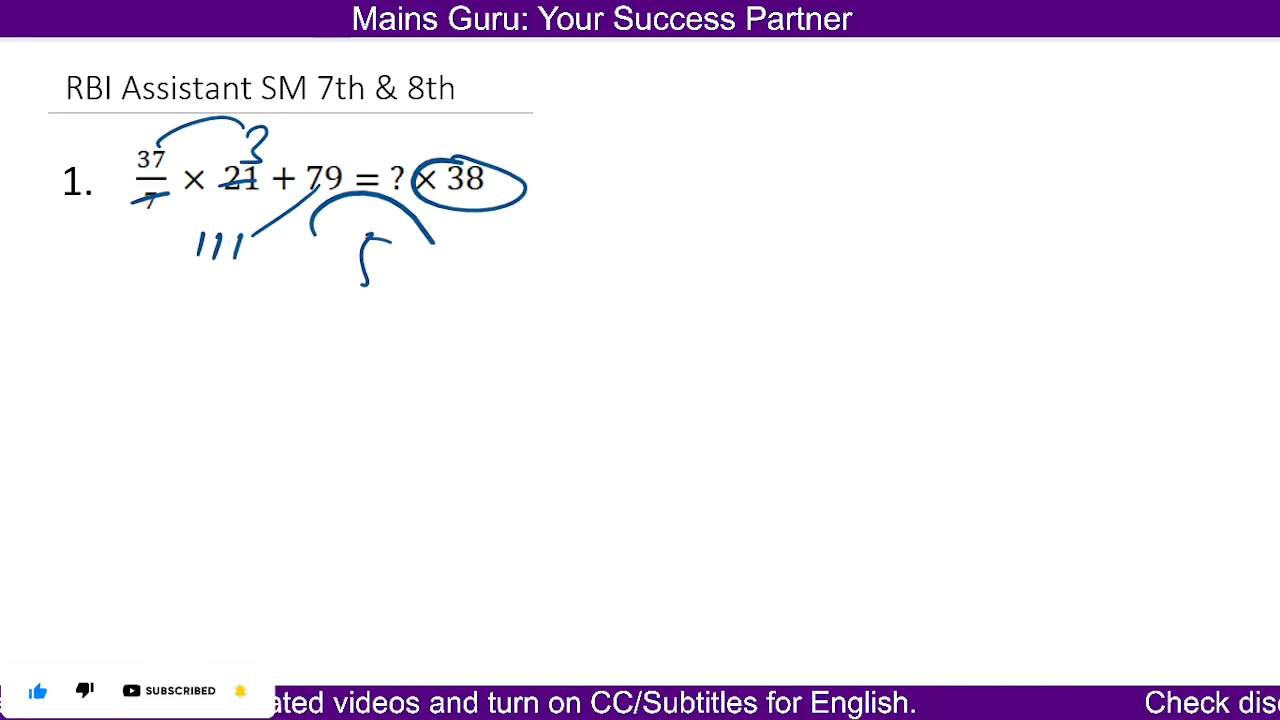 Mains Guru: Your Success Partner
RBI Assistant SM 7th & 8th
3
1. 37/7 × 21 + 79 = ? × 38
111
5
SUBSCRIBED
ated videos and turn on CC/Subtitles for English. Check dis